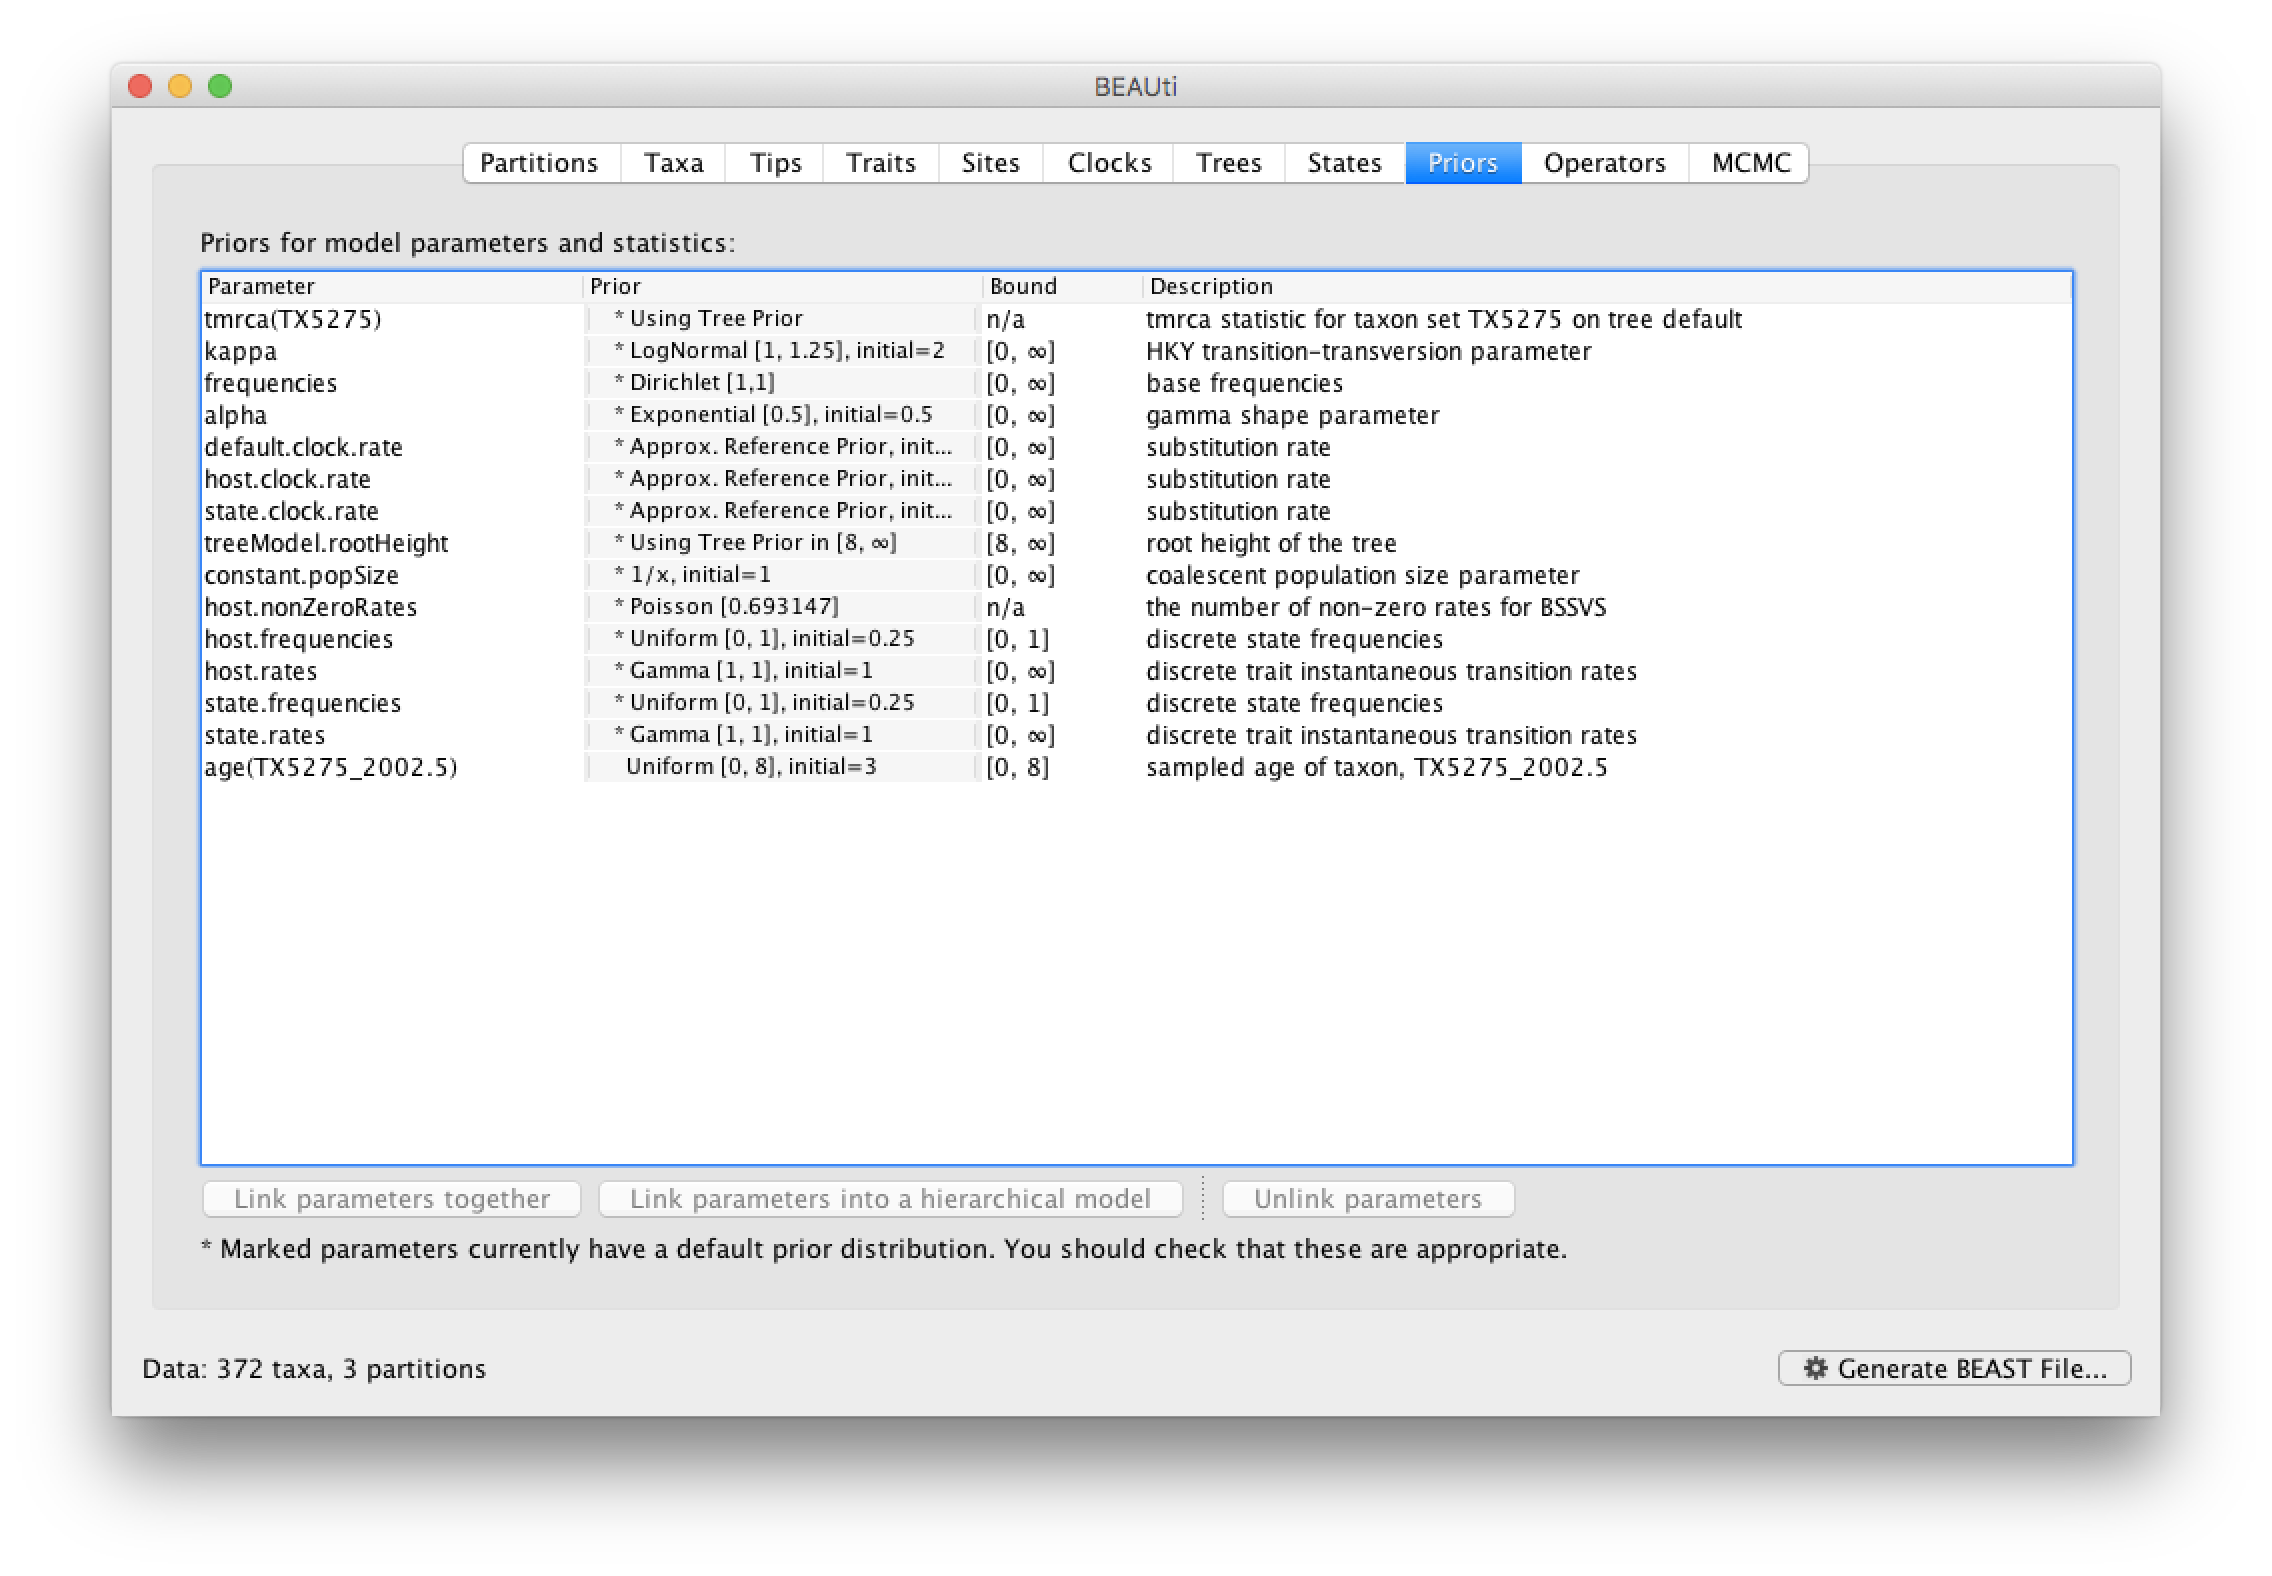 BEAUti
Partitions Taxa Tips Traits Sites Clocks Trees States Priors Operators MCMC
Priors for model parameters and statistics:
Parameter Prior Bound Description
tmrca(TX5275) * Using Tree Prior n/a tmrca statistic for taxon set TX5275 on tree default
kappa * LogNormal [1, 1.25], initial=2 [0, ∞] HKY transition-transversion parameter
frequencies * Dirichlet [1,1] [0, ∞] base frequencies
alpha * Exponential [0.5], initial=0.5 [0, ∞] gamma shape parameter
default.clock.rate * Approx. Reference Prior, init... [0, ∞] substitution rate
host.clock.rate * Approx. Reference Prior, init... [0, ∞] substitution rate
state.clock.rate * Approx. Reference Prior, init... [0, ∞] substitution rate
treeModel.rootHeight * Using Tree Prior in [8, ∞] [8, ∞] root height of the tree
constant.popSize * 1/x, initial=1 [0, ∞] coalescent population size parameter
host.nonZeroRates * Poisson [0.693147] n/a the number of non-zero rates for BSSVS
host.frequencies * Uniform [0, 1], initial=0.25 [0, 1] discrete state frequencies
host.rates * Gamma [1, 1], initial=1 [0, ∞] discrete trait instantaneous transition rates
state.frequencies * Uniform [0, 1], initial=0.25 [0, 1] discrete state frequencies
state.rates * Gamma [1, 1], initial=1 [0, ∞] discrete trait instantaneous transition rates
age(TX5275_2002.5) Uniform [0, 8], initial=3 [0, 8] sampled age of taxon, TX5275_2002.5
Link parameters together Link parameters into a hierarchical model Unlink parameters
* Marked parameters currently have a default prior distribution. You should check that these are appropriate.
Data: 372 taxa, 3 partitions Generate BEAST File...